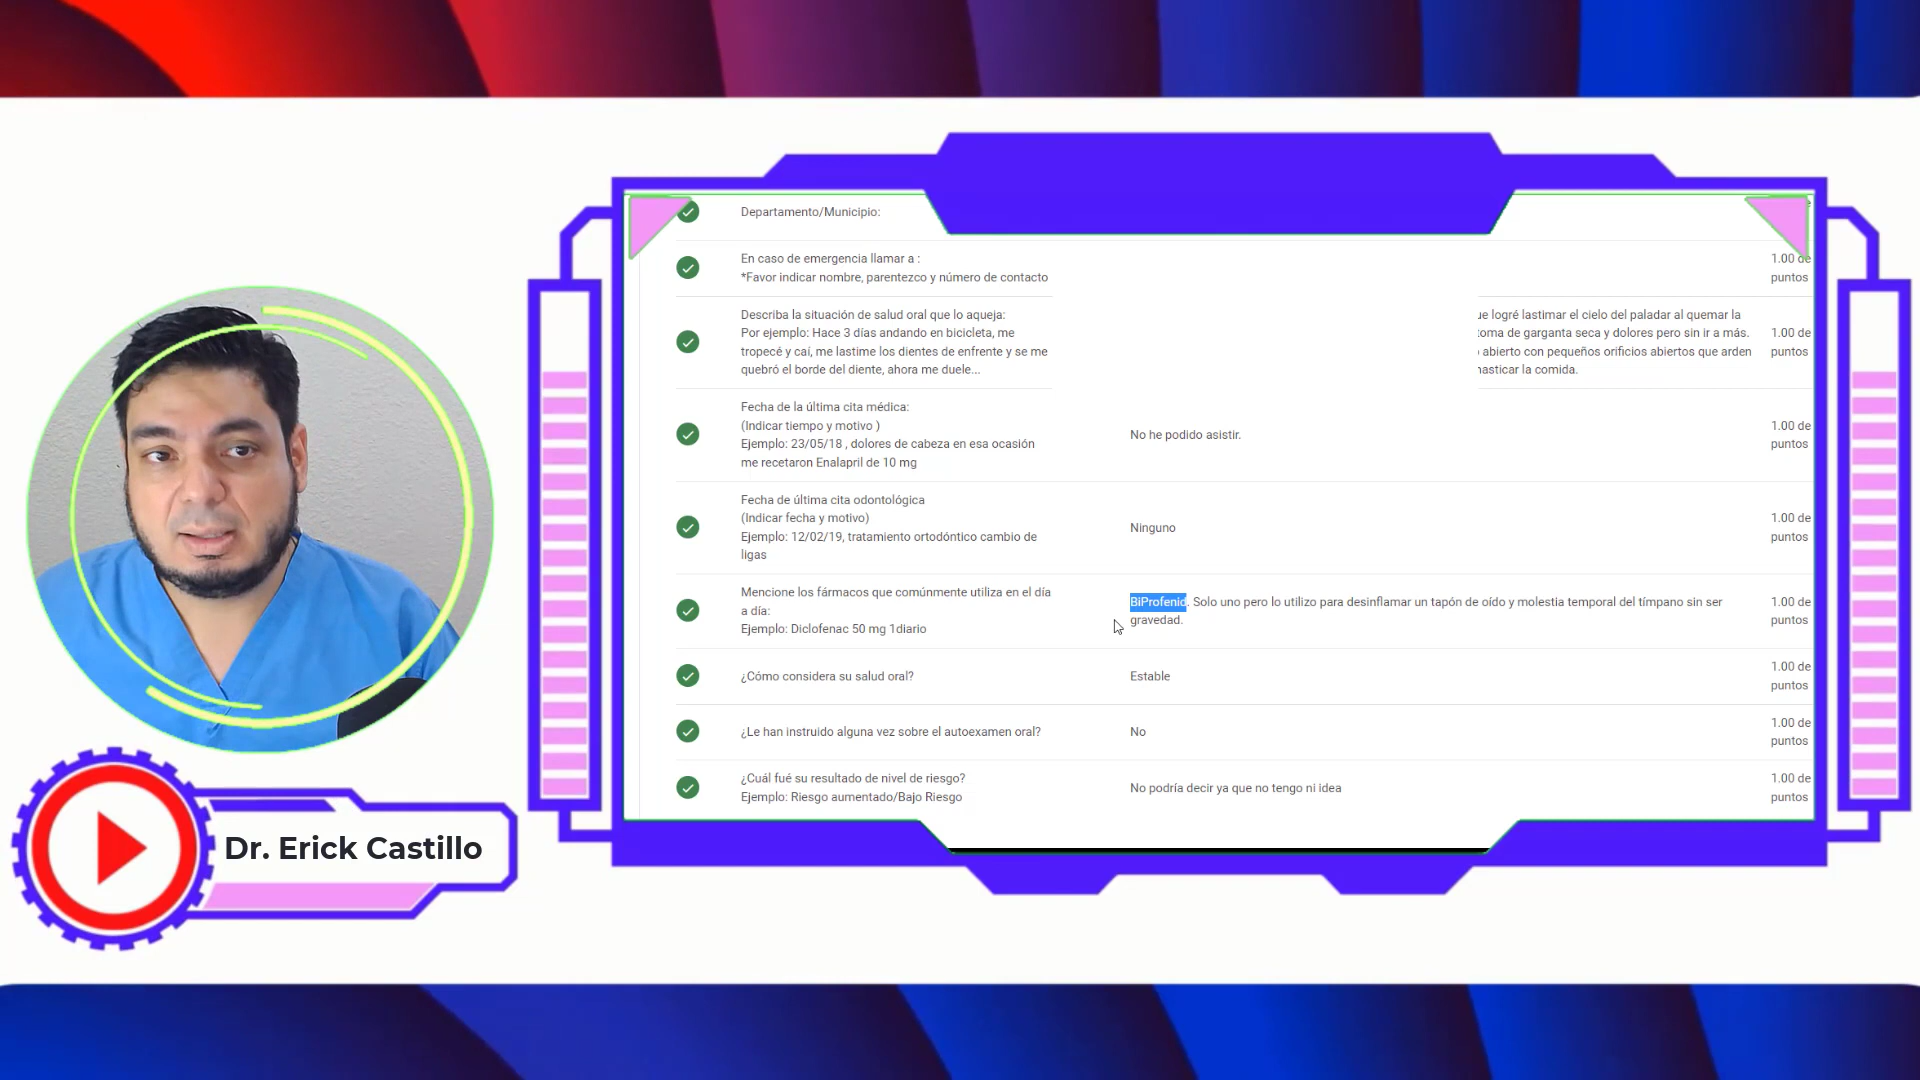 Departamento/Municipio:
En caso de emergencia llamar a :
*Favor indicar nombre, parentezco y número de contacto
1.00 de
puntos
Describa la situación de salud oral que lo aqueja:
Por ejemplo: Hace 3 días andando en bicicleta, me
tropecé y caí, me lastime los dientes de enfrente y se me
quebró el borde del diente, ahora me duele...
logré lastimar el cielo del paladar al quemar la
de garganta seca y dolores pero sin ir a más.
abierto con pequeños orificios abiertos que arden
la comida.
1.00 de
puntos
Fecha de la última cita médica:
(Indicar tiempo y motivo )
Ejemplo: 23/05/18 , dolores de cabeza en esa ocasión
me recetaron Enalapril de 10 mg
No he podido asistir.
1.00 de
puntos
Fecha de última cita odontológica
(Indicar fecha y motivo)
Ejemplo: 12/02/19, tratamiento ortodóntico cambio de
ligas
Ninguno
1.00 de
puntos
Mencione los fármacos que comúnmente utiliza en el día
a día:
Ejemplo: Diclofenac 50 mg 1diario
BiProfenid, Solo uno pero lo utilizo para desinflamar un tapón de oído y molestia temporal del tímpano sin ser
gravedad.
1.00 de
puntos
¿Cómo considera su salud oral?
Estable
1.00 de
puntos
¿Le han instruido alguna vez sobre el autoexamen oral?
No
1.00 de
puntos
¿Cuál fué su resultado de nivel de riesgo?
Ejemplo: Riesgo aumentado/Bajo Riesgo
No podría decir ya que no tengo ni idea
1.00 de
puntos
Dr. Erick Castillo